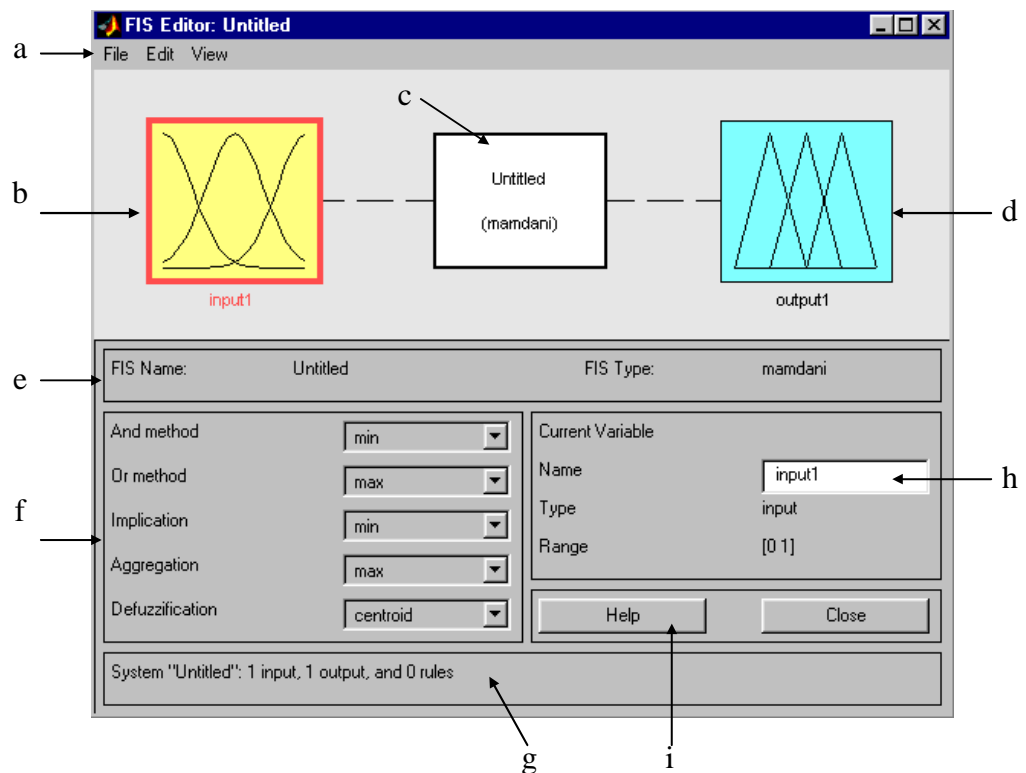 FIS Editor: Untitled
a
File Edit View
c
b
Untitled
(mamdani)
d
input1
output1
e
FIS Name: Untitled FIS Type: mamdani
f
And method min
Or method max
Implication min
Aggregation max
Defuzzification centroid
Current Variable
Name input1
h
Type input
Range [0 1]
Help Close
System "Untitled": 1 input, 1 output, and 0 rules
g
i